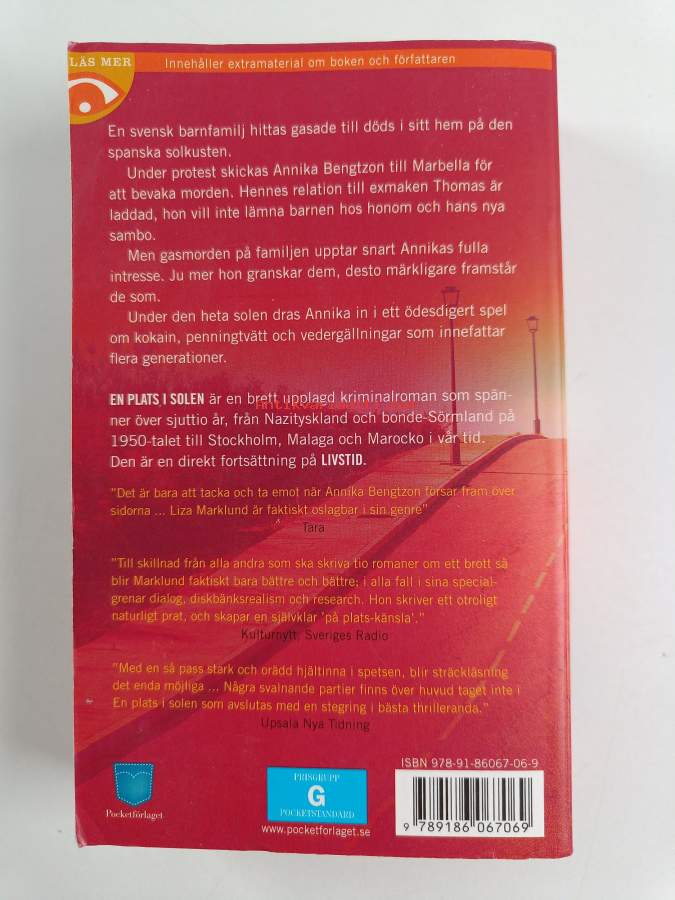 LÄS MER
Innehåller extramaterial om boken och författaren
En svensk barnfamilj hittas gasade till döds i sitt hem på den
spanska solkusten.
Under protest skickas Annika Bengtzon till Marbella för
att bevaka morden. Hennes relation till exmaken Thomas är
laddad, hon vill inte lämna barnen hos honom och hans nya
sambo.
Men gasmorden på familjen upptar snart Annikas fulla
intresse. Ju mer hon granskar dem, desto märkligare framstår
de som.
Under den heta solen dras Annika in i ett ödesdigert spel
om kokain, penningtvätt och vedergällningar som innefattar
flera generationer.
EN PLATS I SOLEN är en brett upplagd kriminalroman som spän-
ner över sjuttio år, från Nazityskland och bonde-Sörmland på
1950-talet till Stockholm, Malaga och Marocko i vår tid.
Den är en direkt fortsättning på LIVSTID.
"Det är bara att tacka och ta emot när Annika Bengtzon försar fram över
sidorna ... Liza Marklund är faktiskt oslagbar i sin genre"
Tara
"Till skillnad från alla andra som ska skriva tio romaner om ett brott så
blir Marklund faktiskt bara bättre och bättre; i alla fall i sina special-
grenar dialog, diskbänksrealism och research. Hon skriver ett otroligt
naturligt prat, och skapar en självklar 'på plats-känsla'."
Kulturnytt, Sveriges Radio
"Med en så pass stark och orädd hjältinna i spetsen, blir sträckläsning
det enda möjliga ... Några svalnande partier finns över huvud taget inte i
En plats i solen som avslutas med en stegring i bästa thrilleranda."
Upsala Nya Tidning
ISBN 978-91-86067-06-9
PRISGRUPP
G
POCKETSTANDARD
Pocketförlaget
www.pocketforlaget.se
9 789186 067069